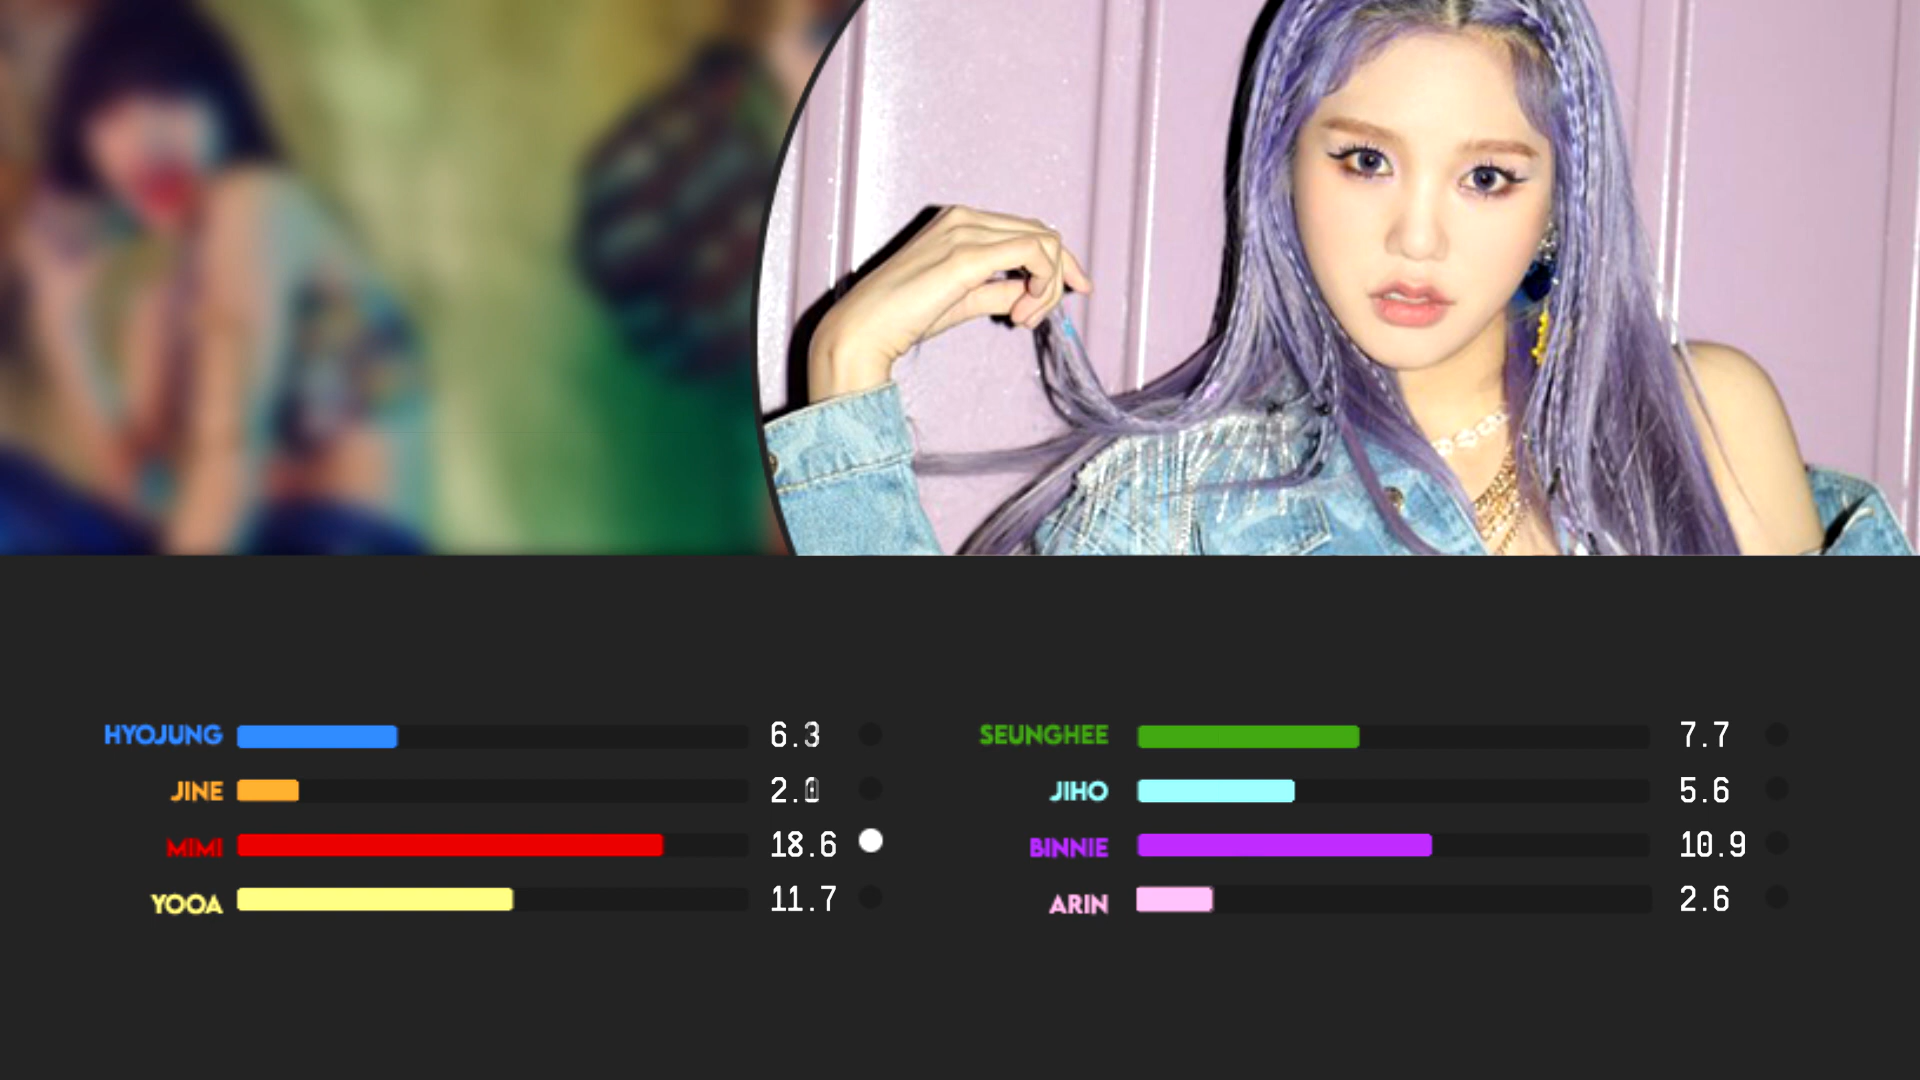 HYOJUNG 6.3
JINE
MIMI 18.6
YOOA 11.7
SEUNGHEE 7.7
JIHO 5.6
BINNIE 10.9
ARIN 2.6